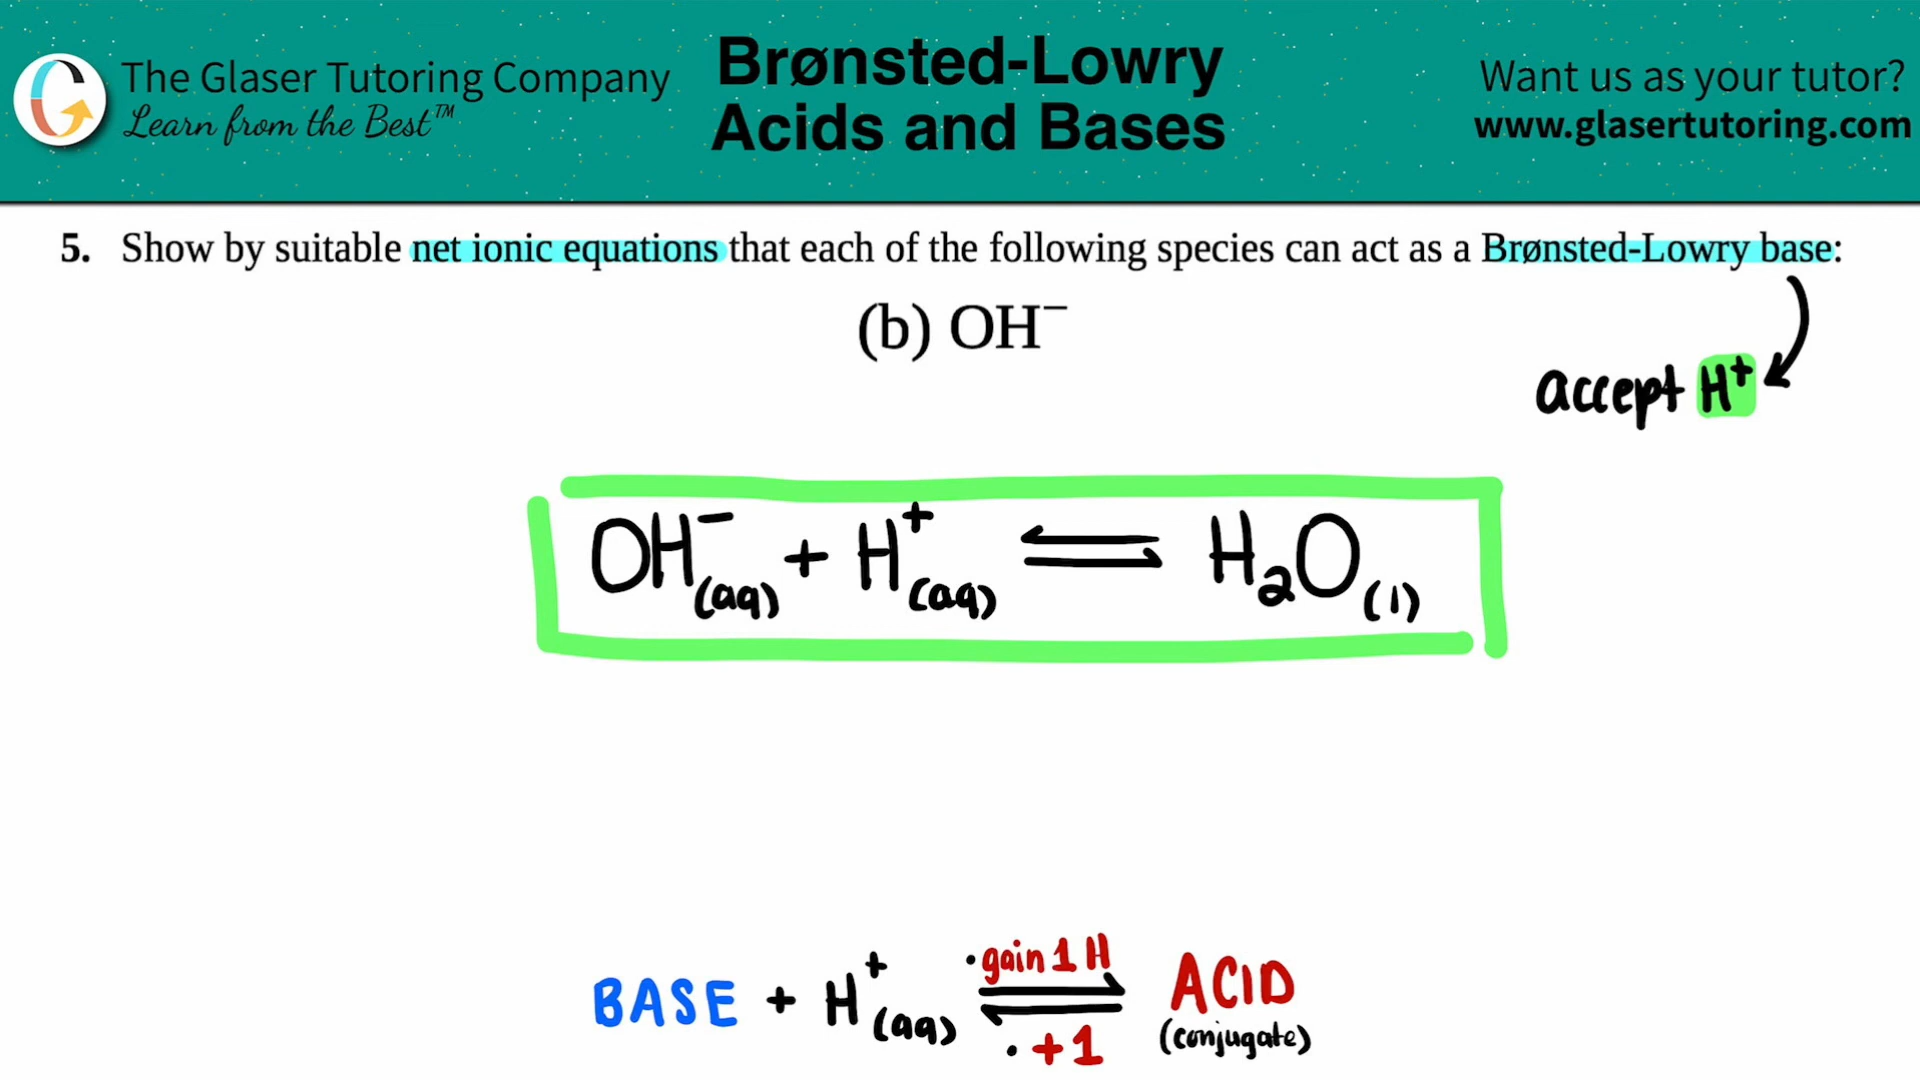 The Glaser Tutoring Company
Learn from the Best™
Brønsted-Lowry
Acids and Bases
Want us as your tutor?
www.glasertutoring.com
5. Show by suitable net ionic equations that each of the following species can act as a Brønsted-Lowry base:
(b) OH⁻
accept H⁺
OH⁻(aq) + H⁺(aq) ⇌ H₂O(l)
· gain 1 H
BASE + H⁺(aq) ⇌ ACID
· +1
(conjugate)